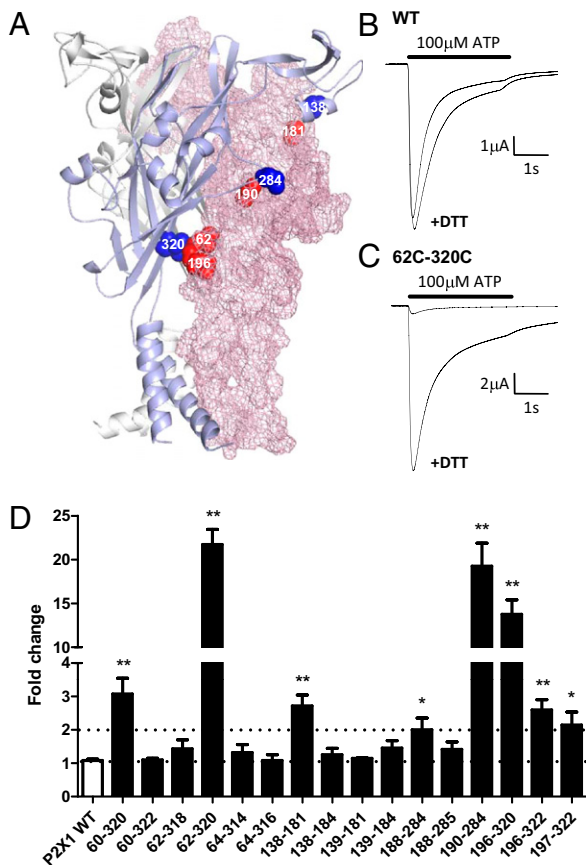 A
138
181
284
190
320
62
196
B WT
100μM ATP
1μA
1s
+DTT
C 62C-320C
100μM ATP
2μA
1s
+DTT
D
Fold change
25
20
15
10
4
3
2
1
0
**
**
**
*
**
**
**
*
P2X1 WT
60-320
60-322
62-318
62-320
64-314
64-316
138-181
138-184
139-181
139-184
188-284
188-285
190-284
196-320
196-322
197-322